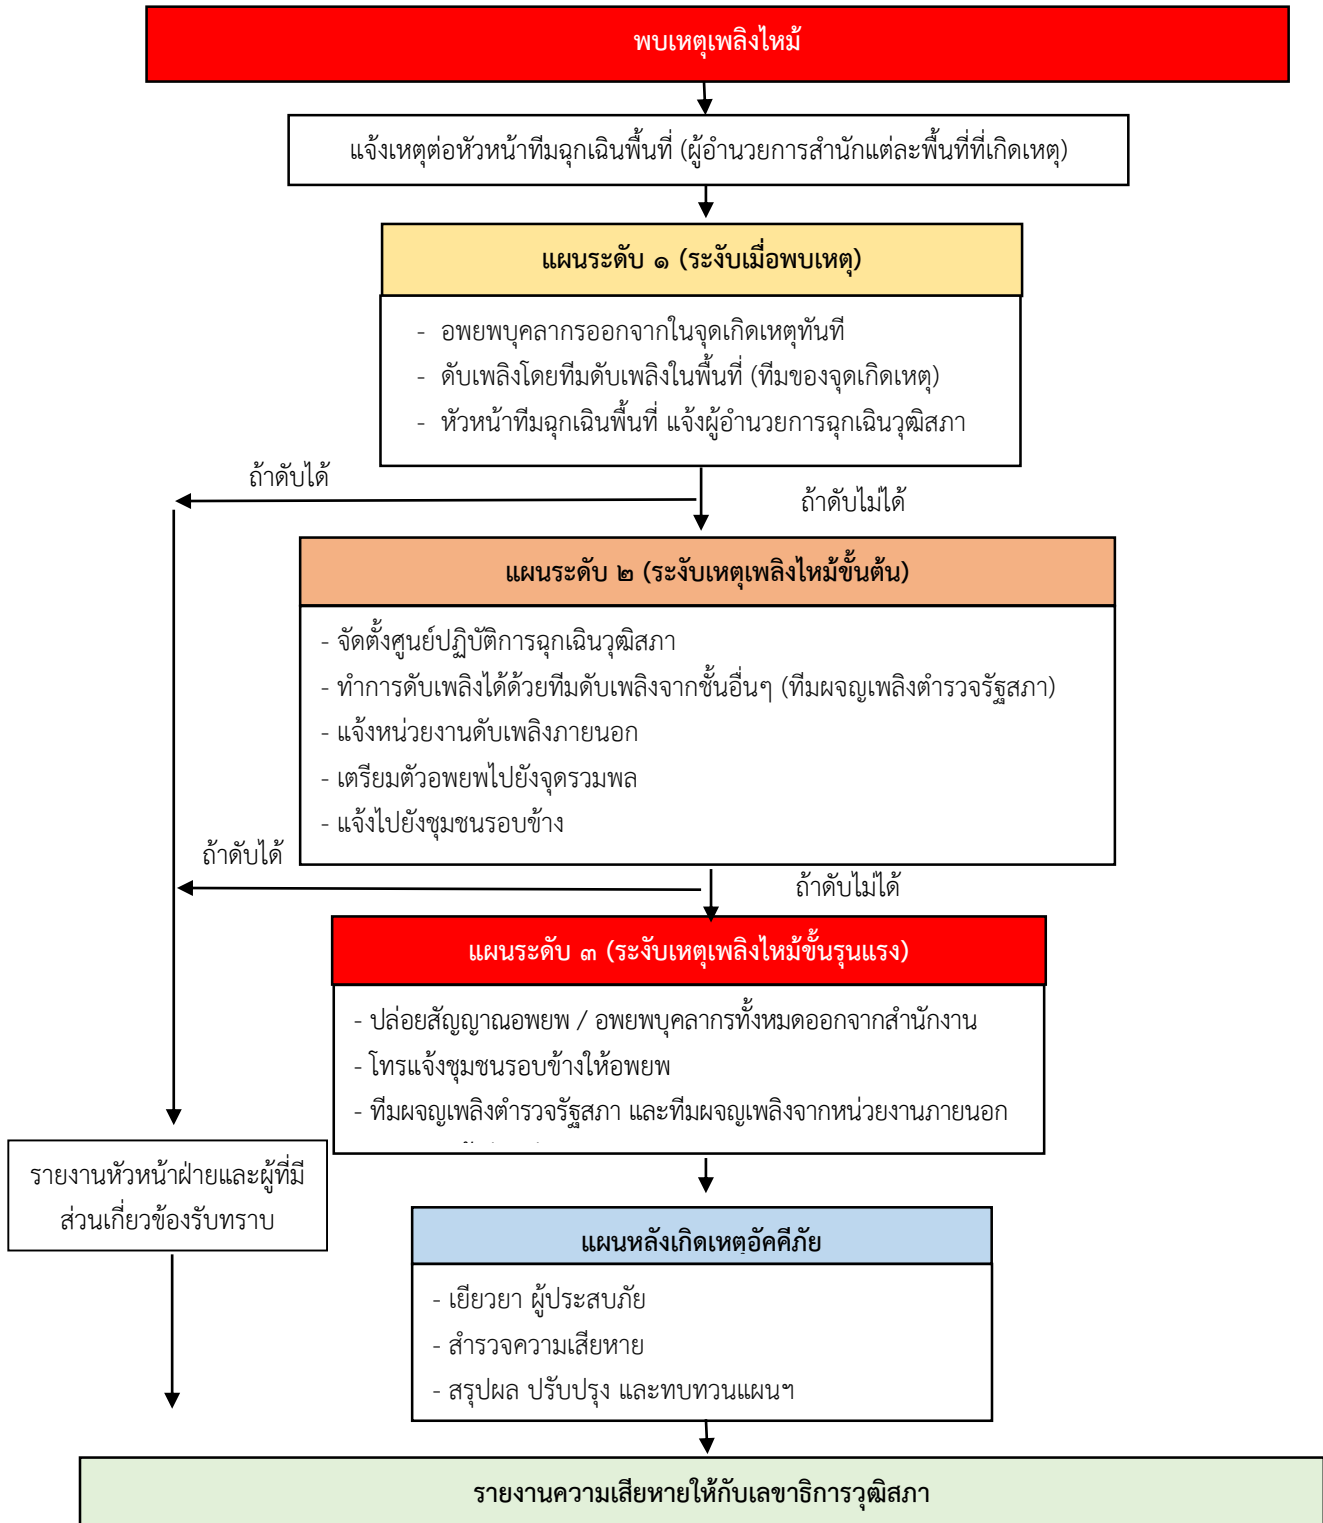 พบเหตุเพลิงไหม้
แจ้งเหตุต่อหัวหน้าทีมฉุกเฉินพื้นที่ (ผู้อำนวยการสำนักแต่ละพื้นที่ที่เกิดเหตุ)
แผนระดับ ๑ (ระงับเมื่อพบเหตุ)
- อพยพบุคลากรออกจากในจุดเกิดเหตุทันที
- ดับเพลิงโดยทีมดับเพลิงในพื้นที่ (ทีมของจุดเกิดเหตุ)
- หัวหน้าทีมฉุกเฉินพื้นที่ แจ้งผู้อำนวยการฉุกเฉินวุฒิสภา
ถ้าดับได้
ถ้าดับไม่ได้
แผนระดับ ๒ (ระงับเหตุเพลิงไหม้ขั้นต้น)
- จัดตั้งศูนย์ปฏิบัติการฉุกเฉินวุฒิสภา
- ทำการดับเพลิงได้ด้วยทีมดับเพลิงจากชั้นอื่นๆ (ทีมผจญเพลิงตำรวจรัฐสภา)
- แจ้งหน่วยงานดับเพลิงภายนอก
- เตรียมตัวอพยพไปยังจุดรวมพล
- แจ้งไปยังชุมชนรอบข้าง
ถ้าดับได้
ถ้าดับไม่ได้
แผนระดับ ๓ (ระงับเหตุเพลิงไหม้ขั้นรุนแรง)
- ปล่อยสัญญาณอพยพ / อพยพบุคลากรทั้งหมดออกจากสำนักงาน
- โทรแจ้งชุมชนรอบข้างให้อพยพ
- ทีมผจญเพลิงตำรวจรัฐสภา และทีมผจญเพลิงจากหน่วยงานภายนอก
รายงานหัวหน้าฝ่ายและผู้ที่มี
ส่วนเกี่ยวข้องรับทราบ
แผนหลังเกิดเหตุอัคคีภัย
- เยียวยา ผู้ประสบภัย
- สำรวจความเสียหาย
- สรุปผล ปรับปรุง และทบทวนแผนฯ
รายงานความเสียหายให้กับเลขาธิการวุฒิสภา